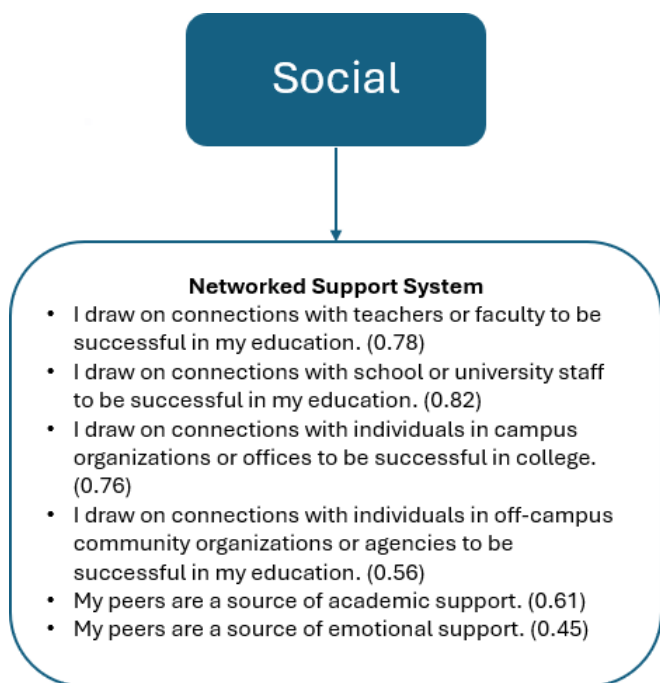 Social
Networked Support System
• I draw on connections with teachers or faculty to be
successful in my education. (0.78)
• I draw on connections with school or university staff
to be successful in my education. (0.82)
• I draw on connections with individuals in campus
organizations or offices to be successful in college.
(0.76)
• I draw on connections with individuals in off-campus
community organizations or agencies to be
successful in my education. (0.56)
• My peers are a source of academic support. (0.61)
• My peers are a source of emotional support. (0.45)